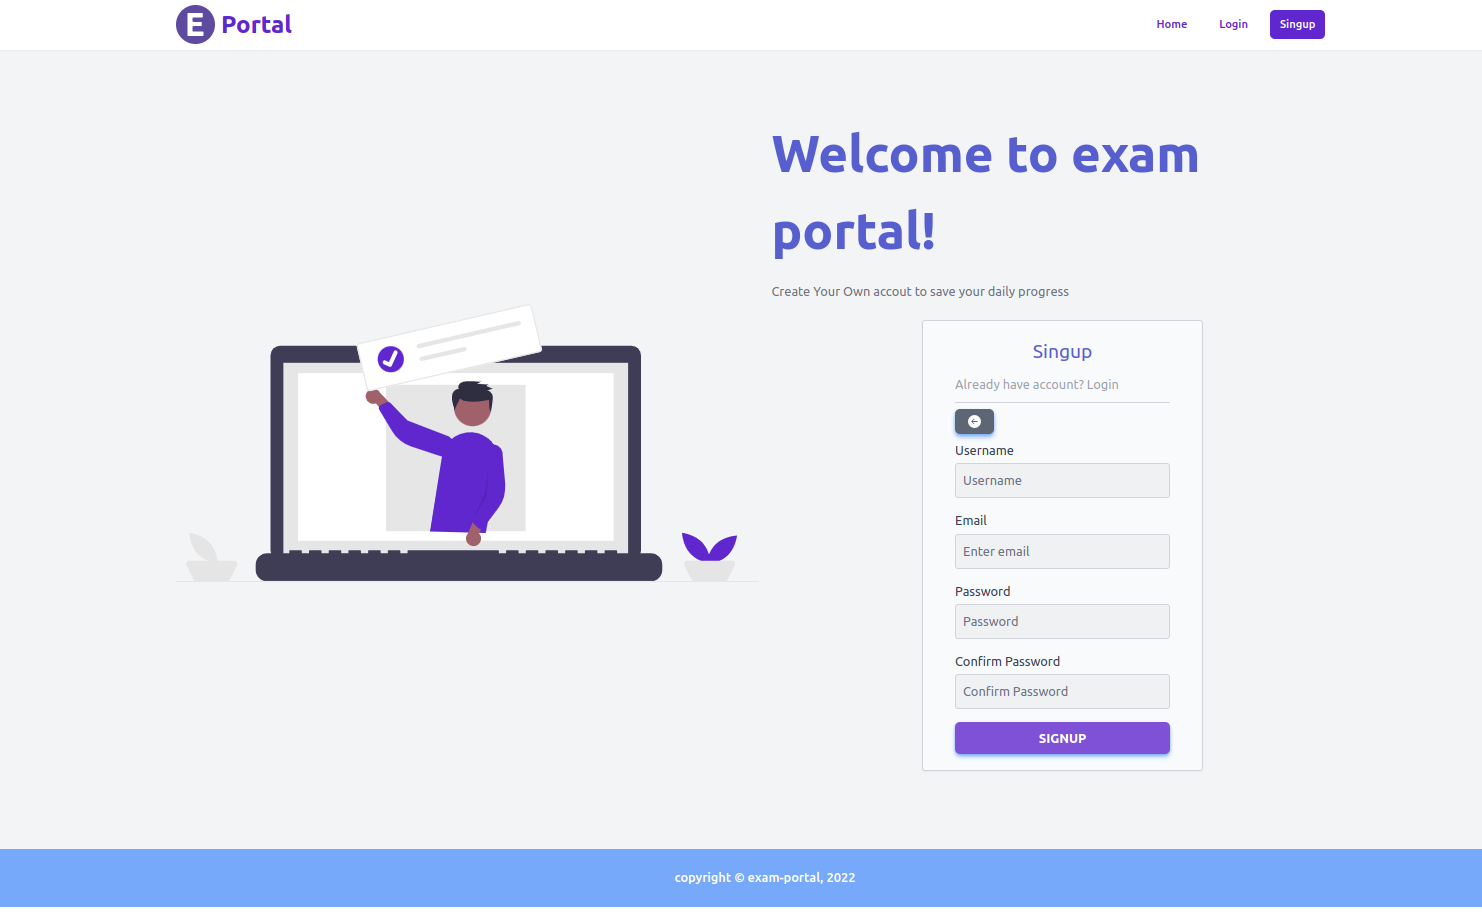 E Portal
Home Login Singup
Welcome to exam
portal!
Create Your Own accout to save your daily progress
Singup
Already have account? Login
Username
Username
Email
Enter email
Password
Password
Confirm Password
Confirm Password
SIGNUP
copyright © exam-portal, 2022